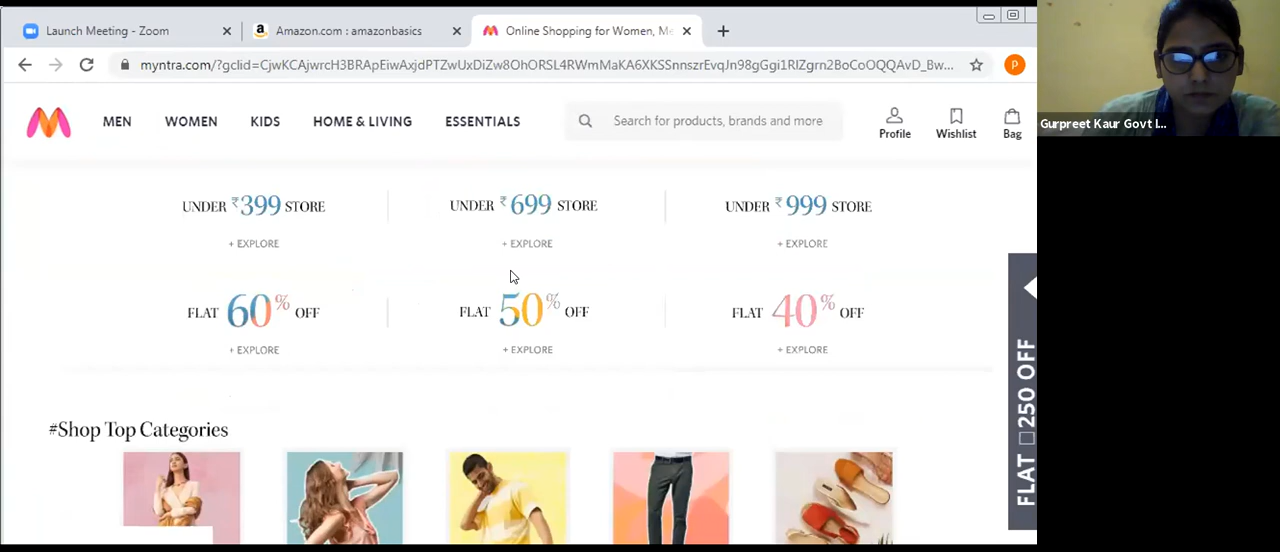 Launch Meeting - Zoom
Amazon.com : amazonbasics
Online Shopping for Women, Me
myntra.com/?gclid=CjwKCAjwrcH3BRApEiwAxjdPTZwUxDiZw8OhORSL4RWmMaKA6XKSSnnszrEvqJn98gGgi1RIZgrn2BoCoOQQAvD_Bw...
P
MEN
WOMEN
KIDS
HOME & LIVING
ESSENTIALS
Search for products, brands and more
Profile
Wishlist
Bag
Gurpreet Kaur Govt I...
UNDER ₹399 STORE
UNDER ₹699 STORE
UNDER ₹999 STORE
+ EXPLORE
+ EXPLORE
+ EXPLORE
FLAT 60% OFF
FLAT 50% OFF
FLAT 40% OFF
+ EXPLORE
+ EXPLORE
+ EXPLORE
FLAT □250 OFF
#Shop Top Categories